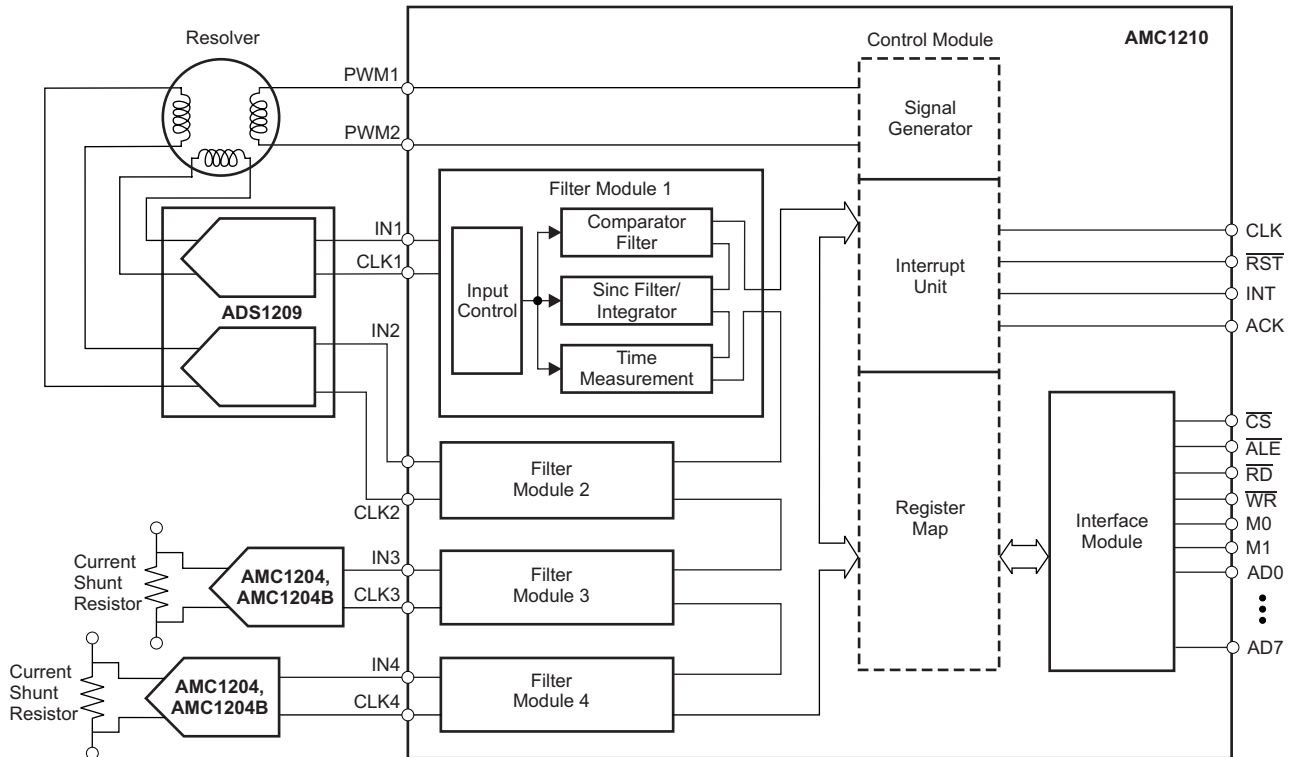 Resolver
Control Module
AMC1210
PWM1
PWM2
Signal
Generator
Filter Module 1
Comparator
Filter
IN1
CLK1
Input
Control
Sinc Filter/
Integrator
Time
Measurement
Interrupt
Unit
CLK
RST
INT
ACK
ADS1209
IN2
CLK2
Filter
Module 2
Register
Map
Interface
Module
CS
ALE
RD
WR
M0
M1
AD0
AD7
Current
Shunt
Resistor
AMC1204,
AMC1204B
IN3
CLK3
Filter
Module 3
Current
Shunt
Resistor
AMC1204,
AMC1204B
IN4
CLK4
Filter
Module 4